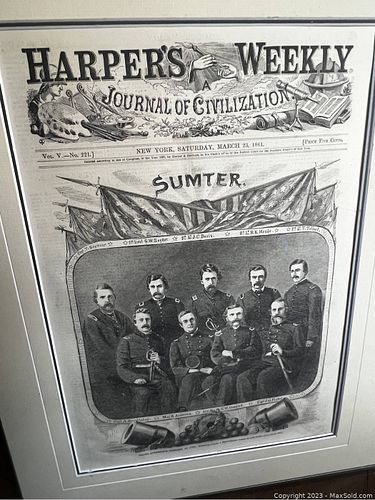 HARPER'S WEEKLY.
A
JOURNAL OF CIVILIZATION
VOL. V.—NO. 221.] NEW YORK, SATURDAY, MARCH 23, 1861. [PRICE FIVE CENTS.
SUMTER.
Copyright 2023 - MaxSold.com